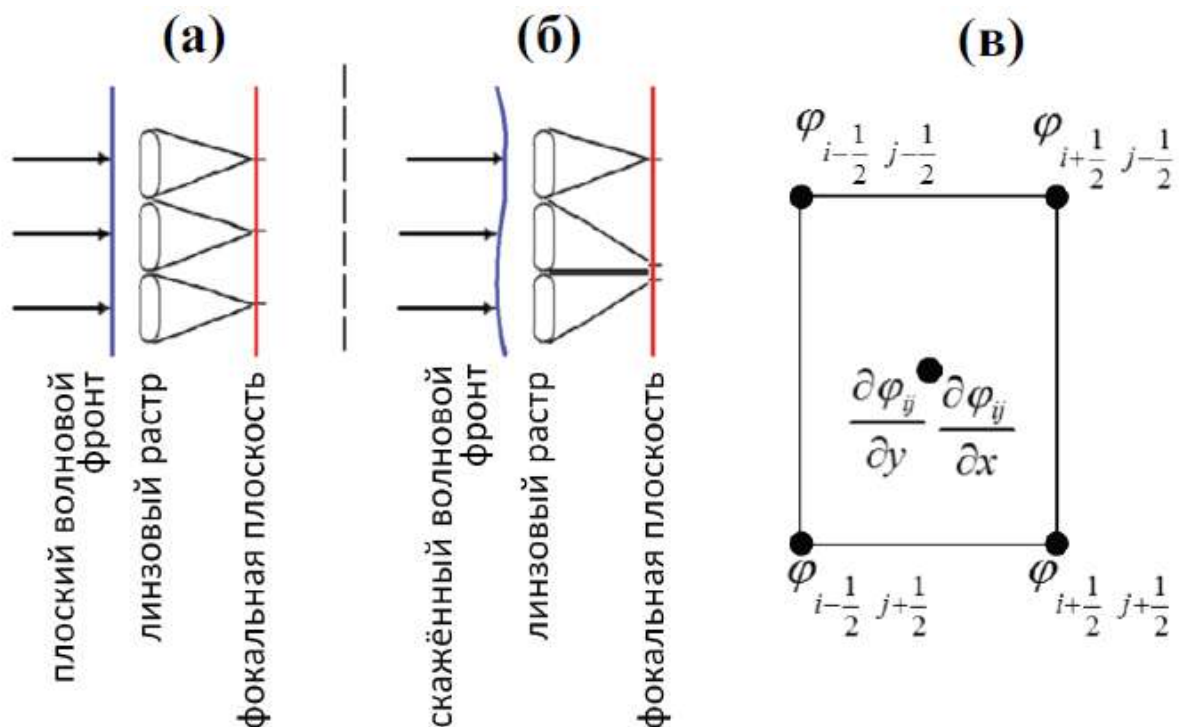 (а)
(б)
(в)
плоский волновой
фронт
линзовый растр
фокальная плоскость
скажённый волновой
фронт
линзовый растр
фокальная плоскость
φ i-1/2 j-1/2
φ i+1/2 j-1/2
∂φij/∂y ∂φij/∂x
φ i-1/2 j+1/2
φ i+1/2 j+1/2